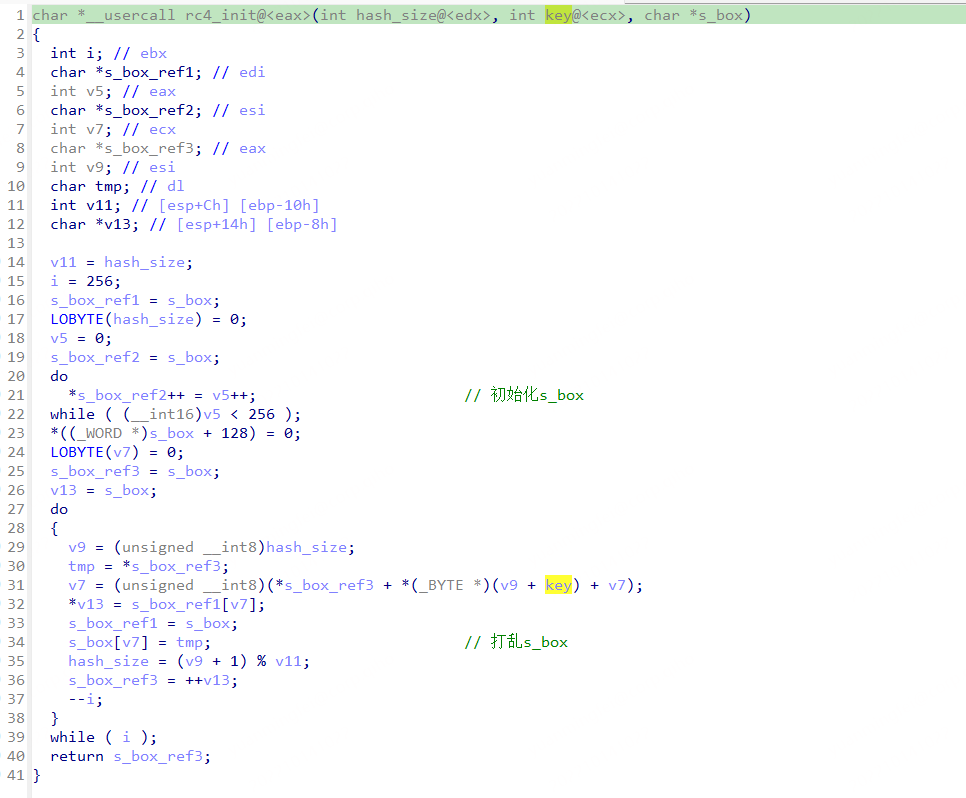 1 char *__usercall rc4_init@<eax>(int hash_size@<edx>, int key@<ecx>, char *s_box)
2 {
3   int i; // ebx
4   char *s_box_ref1; // edi
5   int v5; // eax
6   char *s_box_ref2; // esi
7   int v7; // ecx
8   char *s_box_ref3; // eax
9   int v9; // esi
10   char tmp; // dl
11   int v11; // [esp+Ch] [ebp-10h]
12   char *v13; // [esp+14h] [ebp-8h]
13
14   v11 = hash_size;
15   i = 256;
16   s_box_ref1 = s_box;
17   LOBYTE(hash_size) = 0;
18   v5 = 0;
19   s_box_ref2 = s_box;
20   do
21     *s_box_ref2++ = v5++;                       // 初始化s_box
22   while ( (__int16)v5 < 256 );
23   *((_WORD *)s_box + 128) = 0;
24   LOBYTE(v7) = 0;
25   s_box_ref3 = s_box;
26   v13 = s_box;
27   do
28   {
29     v9 = (unsigned __int8)hash_size;
30     tmp = *s_box_ref3;
31     v7 = (unsigned __int8)(*s_box_ref3 + *(_BYTE *)(v9 + key) + v7);
32     *v13 = s_box_ref1[v7];
33     s_box_ref1 = s_box;
34     s_box[v7] = tmp;                            // 打乱s_box
35     hash_size = (v9 + 1) % v11;
36     s_box_ref3 = ++v13;
37     --i;
38   }
39   while ( i );
40   return s_box_ref3;
41 }